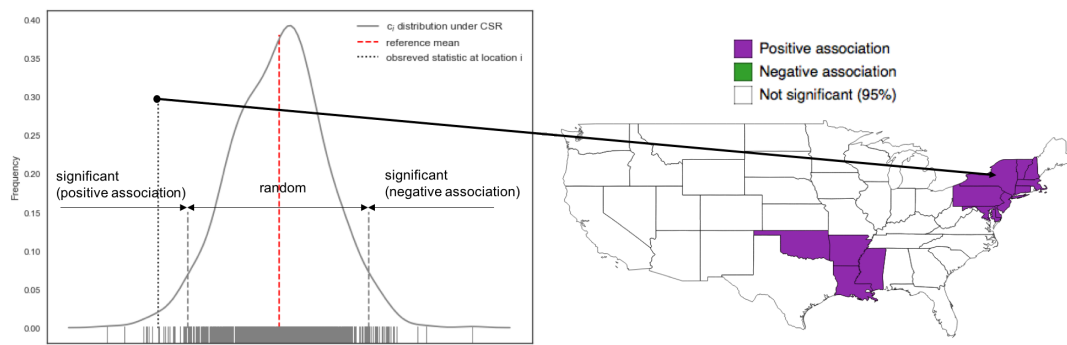 0.40
0.35
0.30
0.25
0.20
0.15
0.10
0.05
0.00
Frequency
cᵢ distribution under CSR
reference mean
obsreved statistic at location i
significant
(positive association)
random
significant
(negative association)
Positive association
Negative association
Not significant (95%)